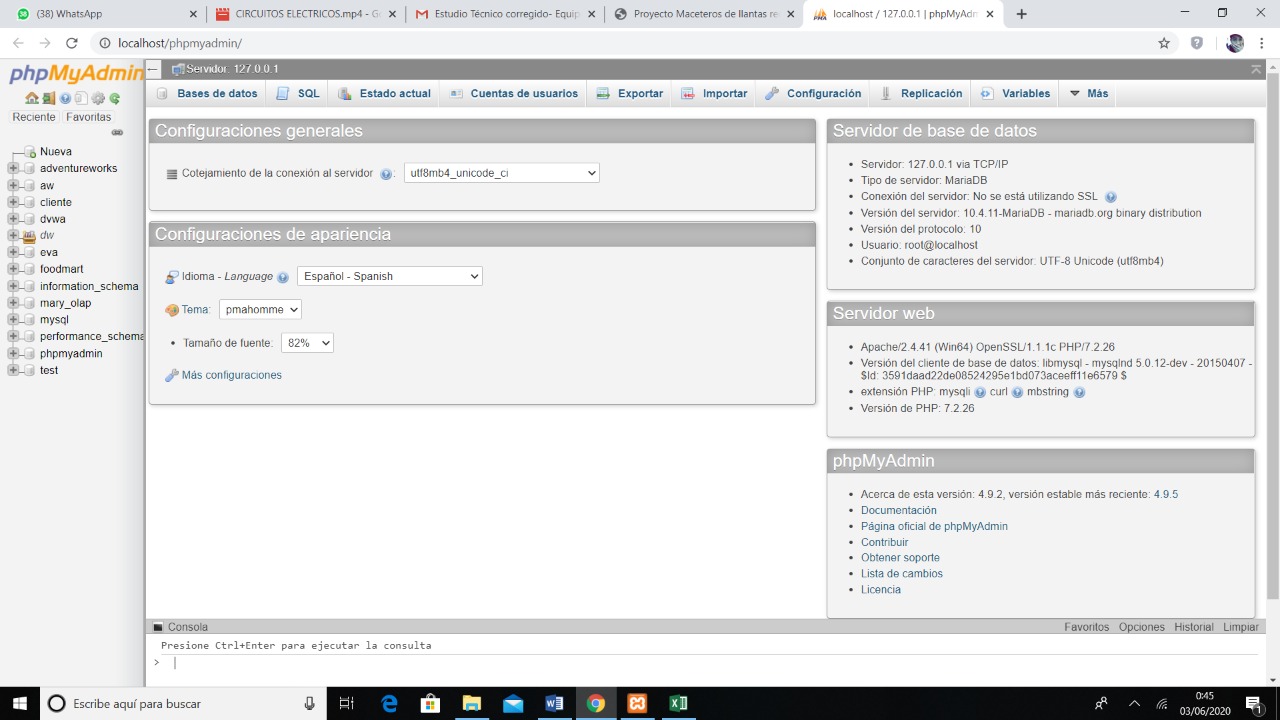 (38) WhatsApp
CIRCUITOS ELECTRICOS.mp4 - G
Estudio Técnico corregido- Equip
Proyecto Maceteros de llantas re
localhost / 127.0.0.1 | phpMyAdm
localhost/phpmyadmin/
phpMyAdmin
Reciente Favoritas
Nueva
adventureworks
aw
cliente
dvwa
dw
eva
foodmart
information_schema
mary_olap
mysql
performance_schema
phpmyadmin
test
Servidor: 127.0.0.1
Bases de datos SQL Estado actual Cuentas de usuarios Exportar Importar Configuración Replicación Variables Más
Configuraciones generales
Cotejamiento de la conexión al servidor : utf8mb4_unicode_ci
Configuraciones de apariencia
Idioma - Language Español - Spanish
Tema: pmahomme
• Tamaño de fuente: 82%
Más configuraciones
Servidor de base de datos
• Servidor: 127.0.0.1 via TCP/IP
• Tipo de servidor: MariaDB
• Conexión del servidor: No se está utilizando SSL
• Versión del servidor: 10.4.11-MariaDB - mariadb.org binary distribution
• Versión del protocolo: 10
• Usuario: root@localhost
• Conjunto de caracteres del servidor: UTF-8 Unicode (utf8mb4)
Servidor web
• Apache/2.4.41 (Win64) OpenSSL/1.1.1c PHP/7.2.26
• Versión del cliente de base de datos: libmysql - mysqlnd 5.0.12-dev - 20150407 -
$Id: 3591daad22de08524295e1bd073aceeff11e6579 $
• extensión PHP: mysqli curl mbstring
• Versión de PHP: 7.2.26
phpMyAdmin
• Acerca de esta versión: 4.9.2, versión estable más reciente: 4.9.5
• Documentación
• Página oficial de phpMyAdmin
• Contribuir
• Obtener soporte
• Lista de cambios
• Licencia
Consola Favoritos Opciones Historial Limpiar
Presione Ctrl+Enter para ejecutar la consulta
>
Escribe aquí para buscar
0:45
03/06/2020
1